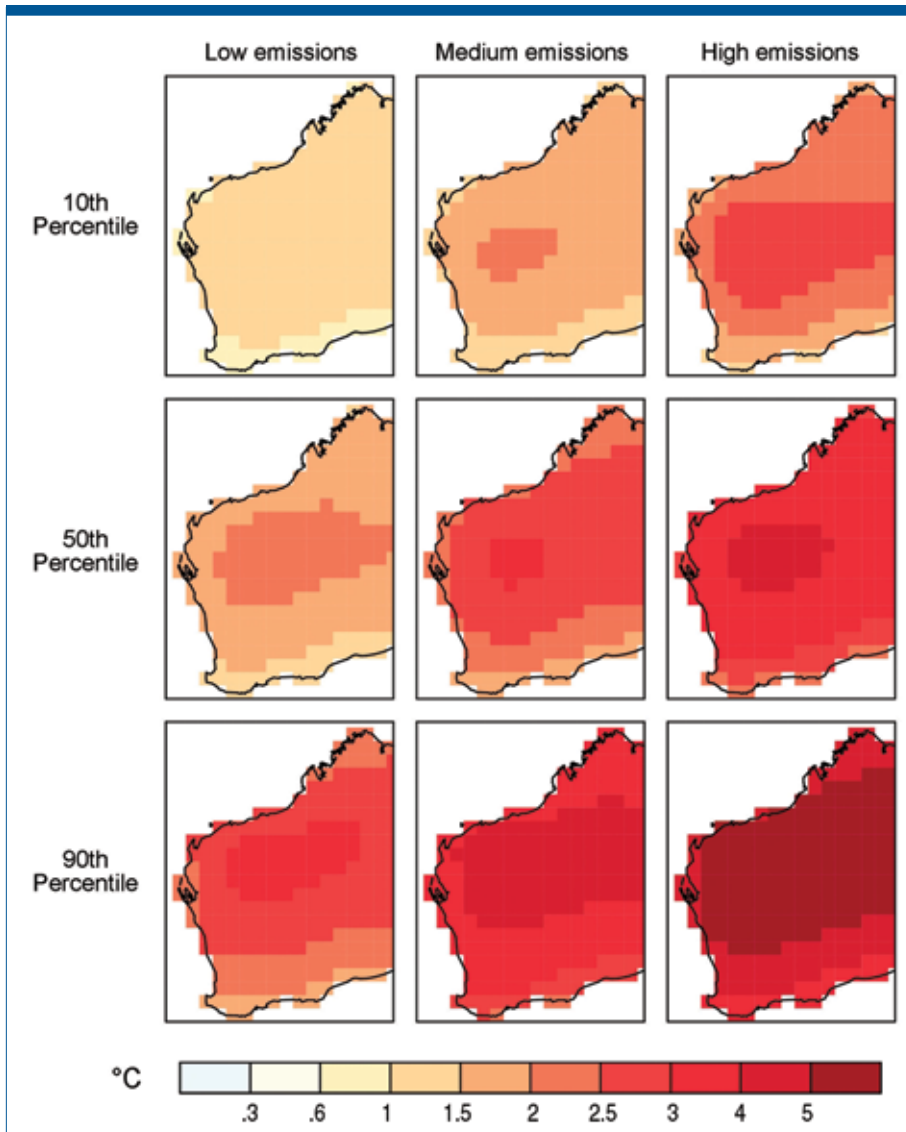 Low emissions Medium emissions High emissions
10th
Percentile
50th
Percentile
90th
Percentile
°C
.3 .6 1 1.5 2 2.5 3 4 5